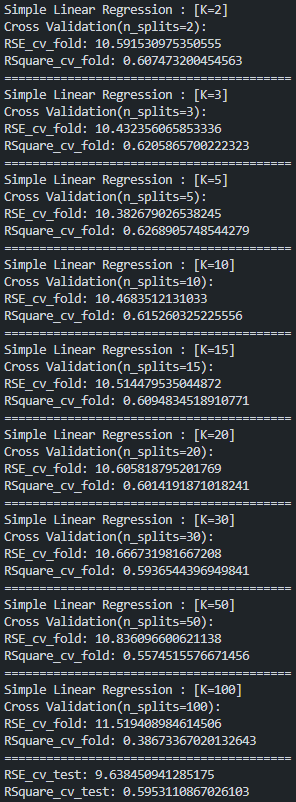 Simple Linear Regression : [K=2]
Cross Validation(n_splits=2):
RSE_cv_fold: 10.591530975350555
RSquare_cv_fold: 0.607473200454563
=========================================
Simple Linear Regression : [K=3]
Cross Validation(n_splits=3):
RSE_cv_fold: 10.432356065853336
RSquare_cv_fold: 0.6205865700222323
=========================================
Simple Linear Regression : [K=5]
Cross Validation(n_splits=5):
RSE_cv_fold: 10.382679026538245
RSquare_cv_fold: 0.6268905748544279
=========================================
Simple Linear Regression : [K=10]
Cross Validation(n_splits=10):
RSE_cv_fold: 10.4683512131033
RSquare_cv_fold: 0.615260325225556
=========================================
Simple Linear Regression : [K=15]
Cross Validation(n_splits=15):
RSE_cv_fold: 10.514479535044872
RSquare_cv_fold: 0.6094834518910771
=========================================
Simple Linear Regression : [K=20]
Cross Validation(n_splits=20):
RSE_cv_fold: 10.605818795201769
RSquare_cv_fold: 0.6014191871018241
=========================================
Simple Linear Regression : [K=30]
Cross Validation(n_splits=30):
RSE_cv_fold: 10.666731981667208
RSquare_cv_fold: 0.5936544396949841
=========================================
Simple Linear Regression : [K=50]
Cross Validation(n_splits=50):
RSE_cv_fold: 10.836096600621138
RSquare_cv_fold: 0.5574515576671456
=========================================
Simple Linear Regression : [K=100]
Cross Validation(n_splits=100):
RSE_cv_fold: 11.519408984614506
RSquare_cv_fold: 0.38673367020132643
=========================================
RSE_cv_test: 9.638450941285175
RSquare_cv_test: 0.5953110867026103